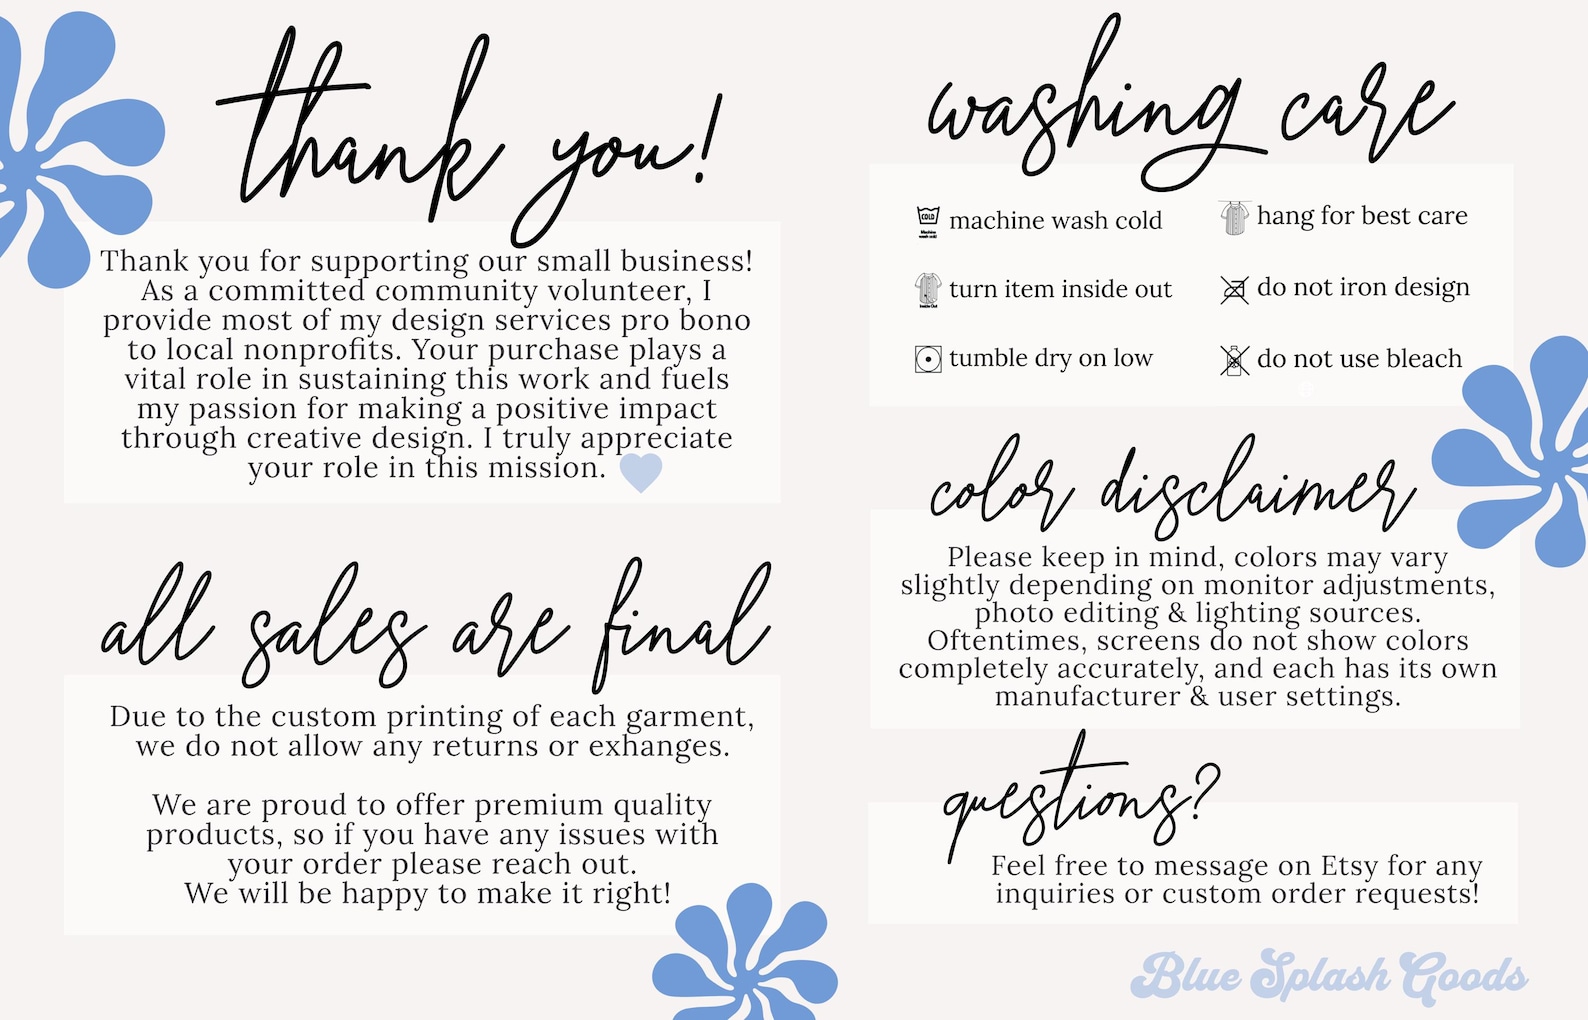 thank you!
Thank you for supporting our small business!
As a committed community volunteer, I
provide most of my design services pro bono
to local nonprofits. Your purchase plays a
vital role in sustaining this work and fuels
my passion for making a positive impact
through creative design. I truly appreciate
your role in this mission.
all sales are final
Due to the custom printing of each garment,
we do not allow any returns or exhanges.
We are proud to offer premium quality
products, so if you have any issues with
your order please reach out.
We will be happy to make it right!
washing care
COLD
Machine
wash cold
machine wash cold
hang for best care
Inside Out
turn item inside out
do not iron design
tumble dry on low
do not use bleach
color disclaimer
Please keep in mind, colors may vary
slightly depending on monitor adjustments,
photo editing & lighting sources.
Oftentimes, screens do not show colors
completely accurately, and each has its own
manufacturer & user settings.
questions?
Feel free to message on Etsy for any
inquiries or custom order requests!
Blue Splash Goods